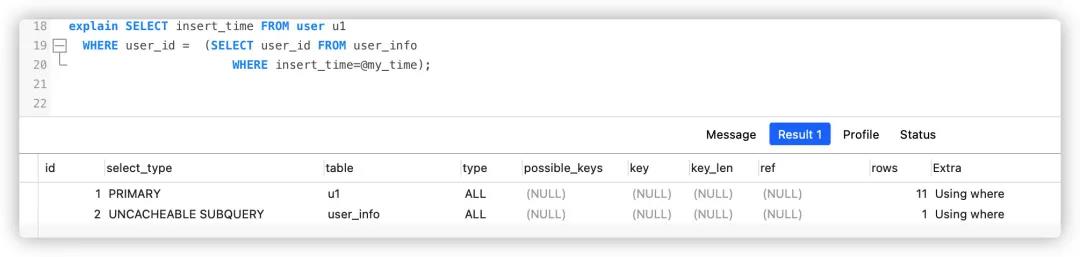 18 explain SELECT insert_time FROM user u1
19 WHERE user_id = (SELECT user_id FROM user_info
20 WHERE insert_time=@my_time);
21
22
Message Result 1 Profile Status
id select_type table type possible_keys key key_len ref rows Extra
1 PRIMARY u1 ALL (NULL) (NULL) (NULL) (NULL) 11 Using where
2 UNCACHEABLE SUBQUERY user_info ALL (NULL) (NULL) (NULL) (NULL) 1 Using where